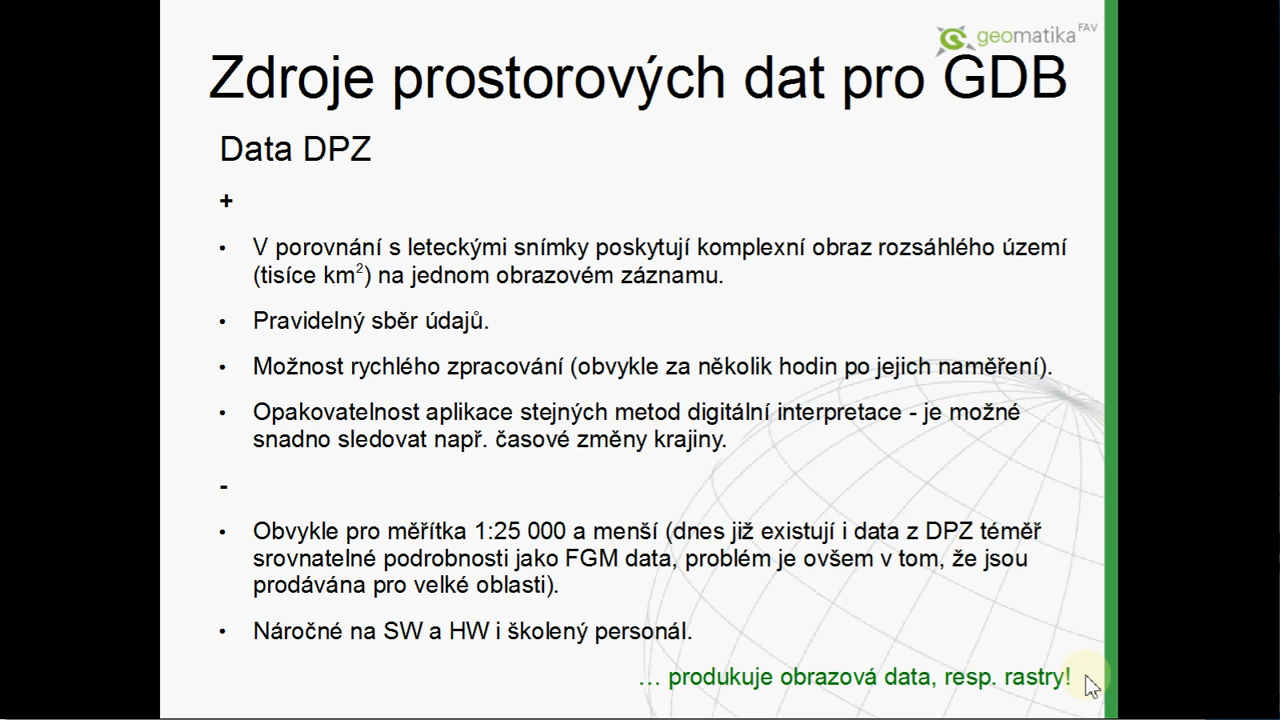 geomatika FAV
Zdroje prostorových dat pro GDB
Data DPZ
+
• V porovnání s leteckými snímky poskytují komplexní obraz rozsáhlého území
(tisíce km²) na jednom obrazovém záznamu.
• Pravidelný sběr údajů.
• Možnost rychlého zpracování (obvykle za několik hodin po jejich naměření).
• Opakovatelnost aplikace stejných metod digitální interpretace - je možné
snadno sledovat např. časové změny krajiny.
-
• Obvykle pro měřítka 1:25 000 a menší (dnes již existují i data z DPZ téměř
srovnatelné podrobnosti jako FGM data, problém je ovšem v tom, že jsou
prodávána pro velké oblasti).
• Náročné na SW a HW i školený personál.
… produkuje obrazová data, resp. rastry!